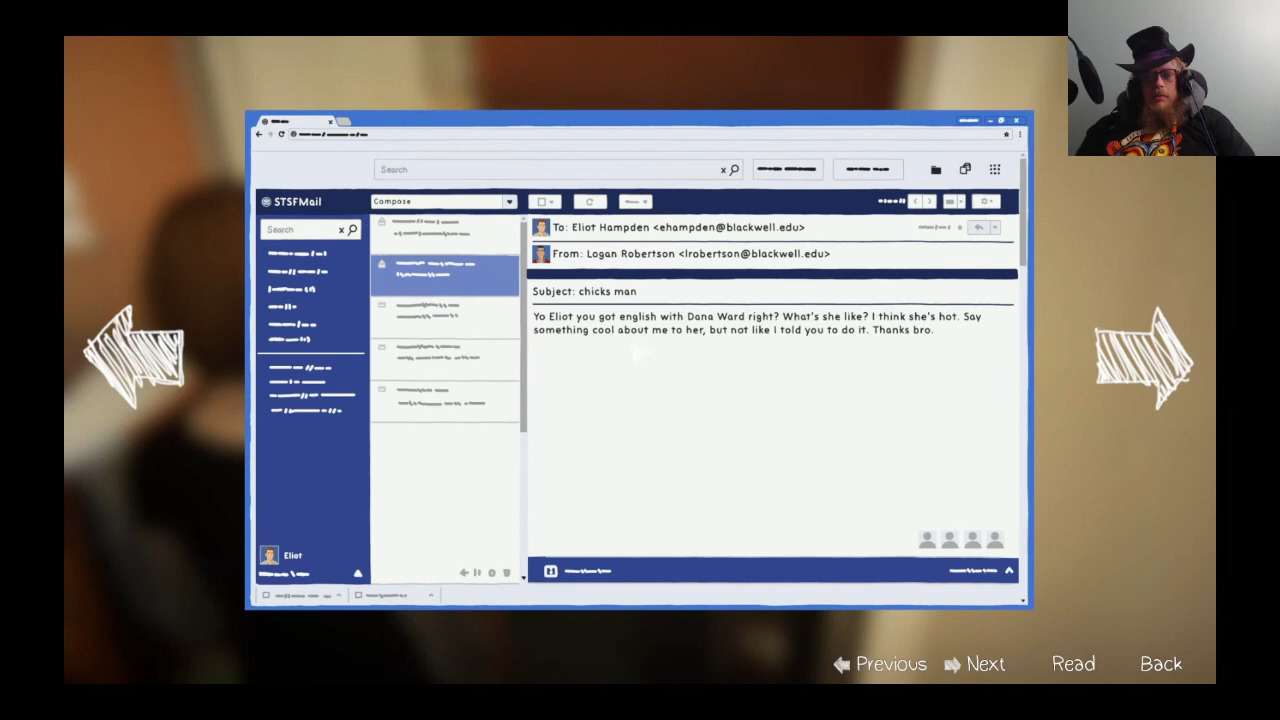 Search
x
STSFMail
Compose
Search x
To: Eliot Hampden <ehampden@blackwell.edu>
From: Logan Robertson <lrobertson@blackwell.edu>
Subject: chicks man
Yo Eliot you got english with Dana Ward right? What's she like? I think she's hot. Say
something cool about me to her, but not like I told you to do it. Thanks bro.
Eliot
Previous Next Read Back